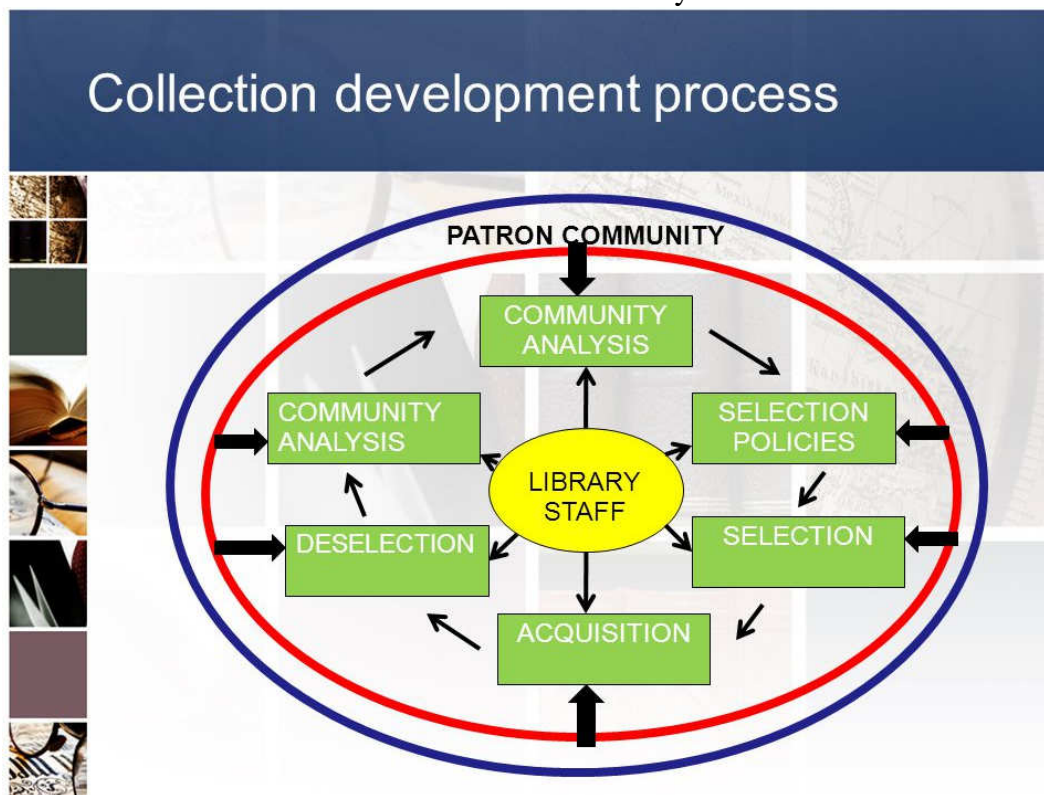 Collection development process
PATRON COMMUNITY
COMMUNITY
ANALYSIS
COMMUNITY
ANALYSIS
SELECTION
POLICIES
LIBRARY
STAFF
DESELECTION
SELECTION
ACQUISITION